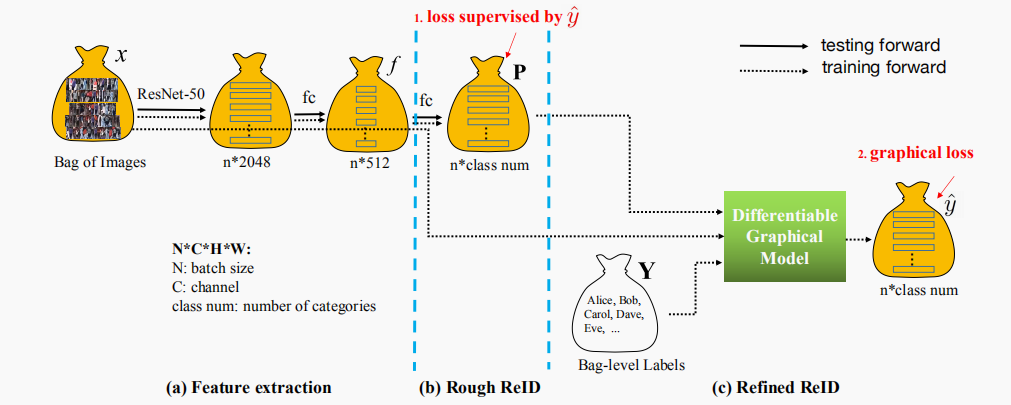 1. loss supervised by ŷ
x
ResNet-50
fc
f
fc
P
testing forward
training forward
Bag of Images
n*2048
n*512
n*class num
2. graphical loss
ŷ
Differentiable
Graphical
Model
n*class num
N*C*H*W:
N: batch size
C: channel
class num: number of categories
Y
Alice, Bob,
Carol, Dave,
Eve, ...
Bag-level Labels
(a) Feature extraction
(b) Rough ReID
(c) Refined ReID